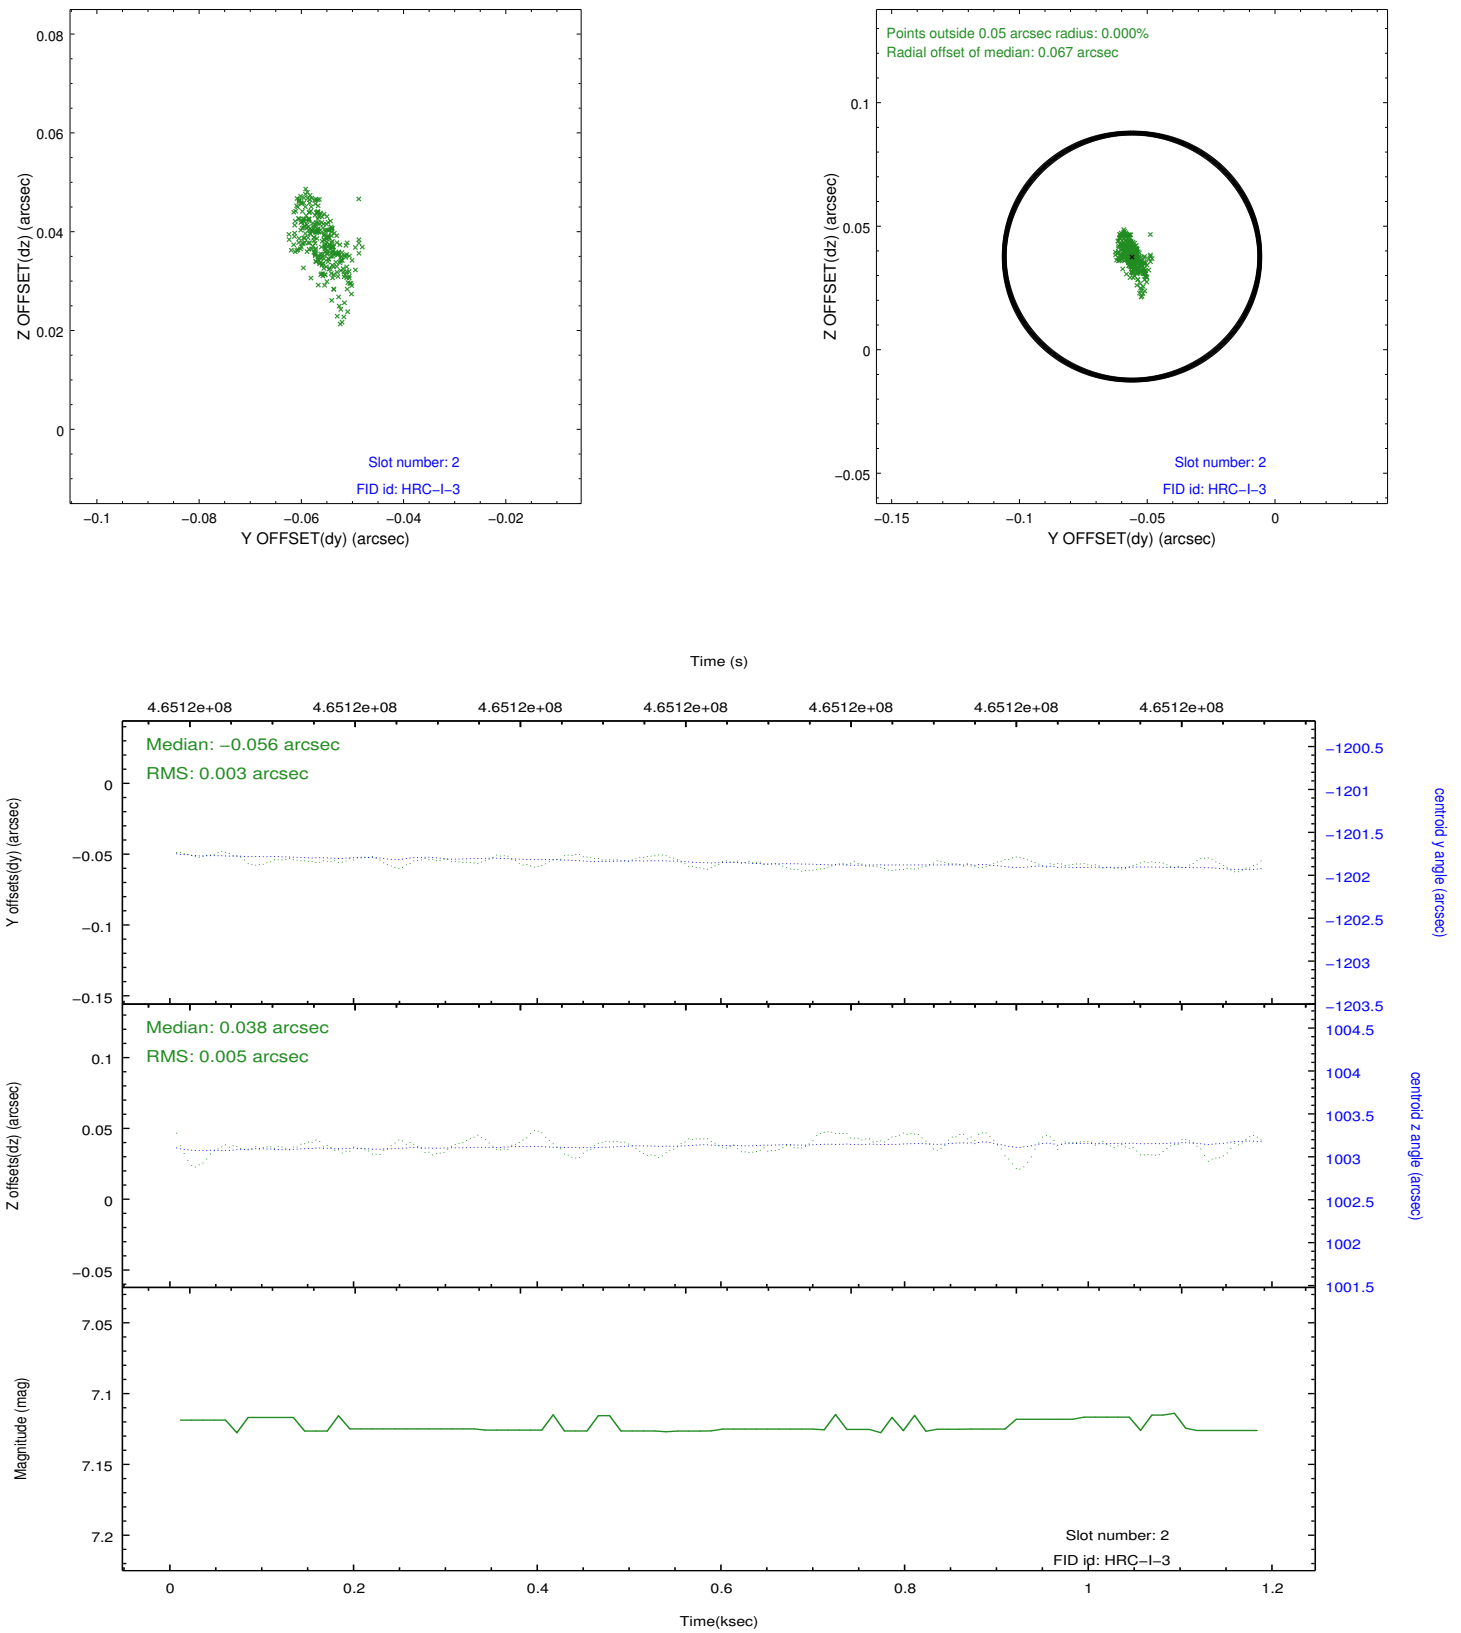 0.08
0.06
0.04
0.02
0
Z OFFSET(dz) (arcsec)
Slot number: 2
FID id: HRC−I−3
−0.1 −0.08 −0.06 −0.04 −0.02
Y OFFSET(dy) (arcsec)
Points outside 0.05 arcsec radius: 0.000%
Radial offset of median: 0.067 arcsec
0.1
0.05
0
−0.05
Z OFFSET(dz) (arcsec)
Slot number: 2
FID id: HRC−I−3
−0.15 −0.1 −0.05 0
Y OFFSET(dy) (arcsec)
Time (s)
4.6512e+08 4.6512e+08 4.6512e+08 4.6512e+08 4.6512e+08 4.6512e+08 4.6512e+08
Median: −0.056 arcsec
RMS: 0.003 arcsec
0
−0.05
−0.1
−0.15
Y offsets(dy) (arcsec)
−1200.5
−1201
−1201.5
−1202
−1202.5
−1203
−1203.5
centroid y angle (arcsec)
Median: 0.038 arcsec
RMS: 0.005 arcsec
0.1
0.05
0
−0.05
Z offsets(dz) (arcsec)
1004.5
1004
1003.5
1003
1002.5
1002
1001.5
centroid z angle (arcsec)
7.05
7.1
7.15
7.2
Magnitude (mag)
Slot number: 2
FID id: HRC−I−3
0 0.2 0.4 0.6 0.8 1 1.2
Time(ksec)